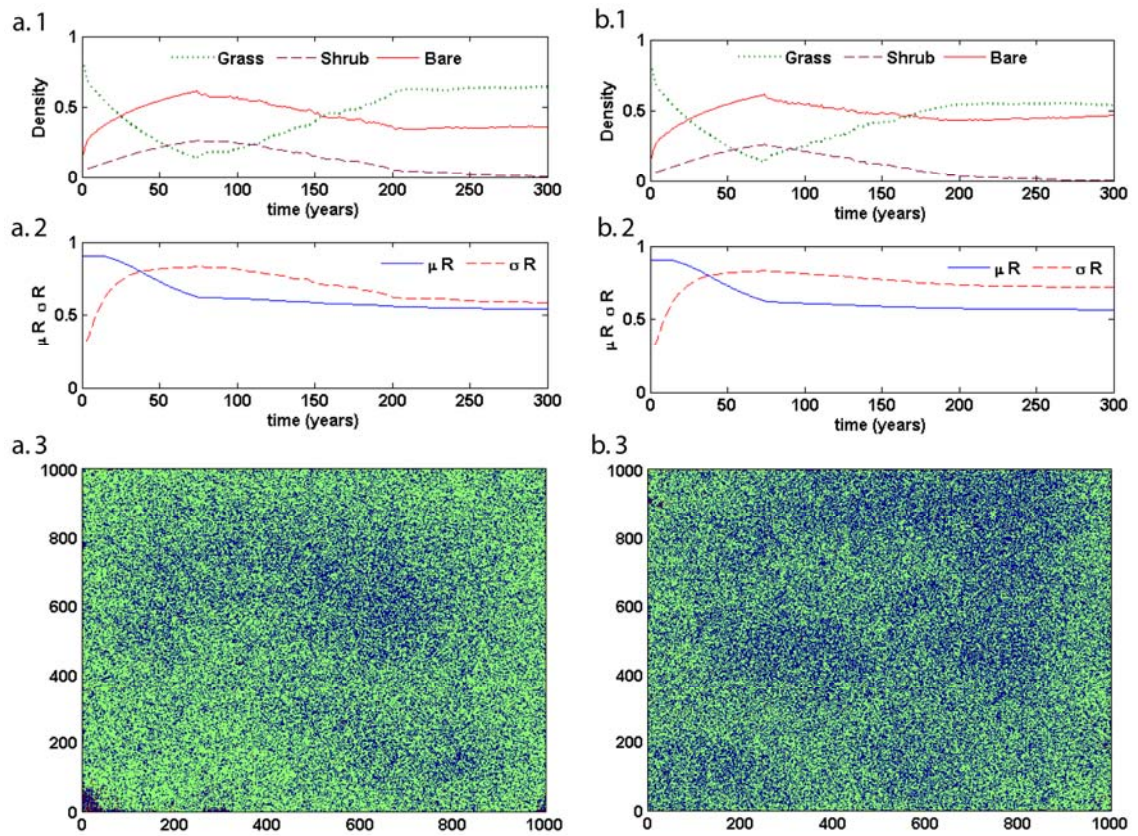 a.1
1
Grass Shrub Bare
Density
0.5
0
0 50 100 150 200 250 300
time (years)
b.1
1
Grass Shrub Bare
Density
0.5
0
0 50 100 150 200 250 300
time (years)
a.2
1
μ R σ R
μ R σ R
0.5
0
0 50 100 150 200 250 300
time (years)
b.2
1
μ R σ R
μ R σ R
0.5
0
0 50 100 150 200 250 300
time (years)
a.3
1000
800
600
400
200
0
0 200 400 600 800 1000
b.3
1000
800
600
400
200
0
0 200 400 600 800 1000